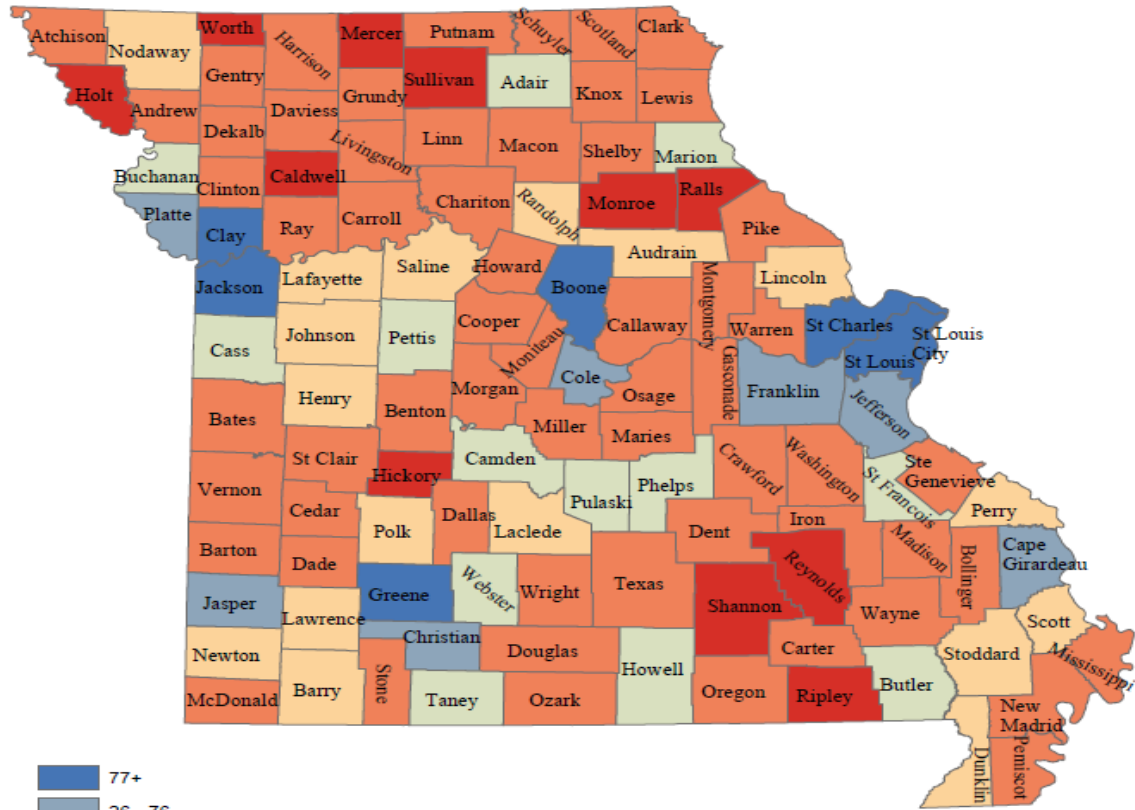 Atchison
Nodaway
Worth
Harrison
Mercer
Putnam
Schuyler
Scotland
Clark
Holt
Andrew
Gentry
Daviess
Grundy
Sullivan
Adair
Knox
Lewis
Dekalb
Livingston
Linn
Macon
Shelby
Marion
Buchanan
Clinton
Caldwell
Platte
Clay
Ray
Carroll
Chariton
Randolph
Monroe
Ralls
Pike
Audrain
Jackson
Lafayette
Saline
Howard
Boone
Callaway
Montgomery
Lincoln
Warren
St Charles
St Louis
City
St Louis
Cass
Johnson
Pettis
Cooper
Moniteau
Cole
Osage
Gasconade
Franklin
Jefferson
Bates
Henry
Benton
Morgan
Miller
Maries
Crawford
Washington
St Francois
Ste
Genevieve
Perry
Vernon
St Clair
Hickory
Camden
Pulaski
Phelps
Cedar
Polk
Dallas
Laclede
Dent
Iron
Madison
Bollinger
Cape
Girardeau
Barton
Dade
Greene
Webster
Wright
Texas
Shannon
Reynolds
Wayne
Jasper
Lawrence
Christian
Douglas
Howell
Carter
Stoddard
Scott
Mississippi
Newton
McDonald
Barry
Stone
Taney
Ozark
Oregon
Ripley
Butler
New
Madrid
Dunklin
Pemiscot
77+